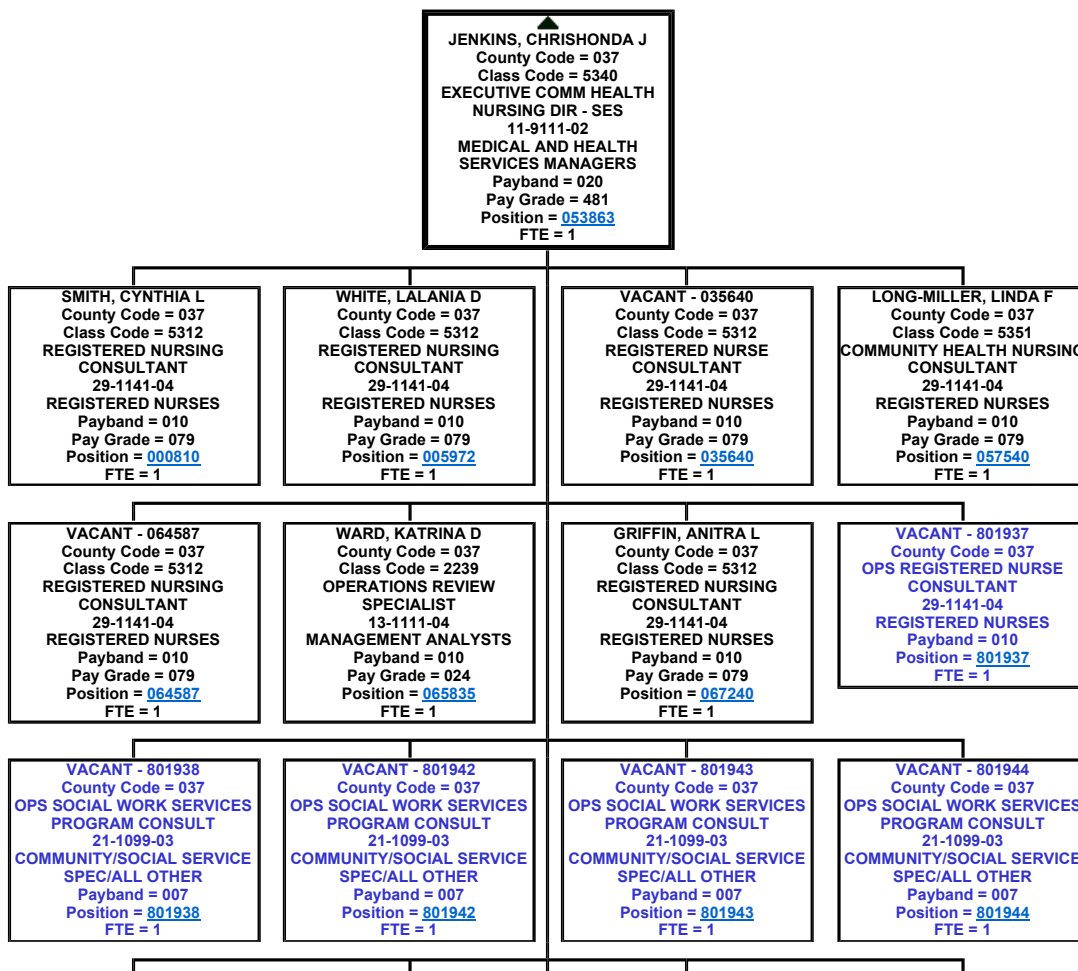 JENKINS, CHRISHONDA J
County Code = 037
Class Code = 5340
EXECUTIVE COMM HEALTH
NURSING DIR - SES
11-9111-02
MEDICAL AND HEALTH
SERVICES MANAGERS
Payband = 020
Pay Grade = 481
Position = 053863
FTE = 1
SMITH, CYNTHIA L
County Code = 037
Class Code = 5312
REGISTERED NURSING
CONSULTANT
29-1141-04
REGISTERED NURSES
Payband = 010
Pay Grade = 079
Position = 000810
FTE = 1
WHITE, LALANIA D
County Code = 037
Class Code = 5312
REGISTERED NURSING
CONSULTANT
29-1141-04
REGISTERED NURSES
Payband = 010
Pay Grade = 079
Position = 005972
FTE = 1
VACANT - 035640
County Code = 037
Class Code = 5312
REGISTERED NURSE
CONSULTANT
29-1141-04
REGISTERED NURSES
Payband = 010
Pay Grade = 079
Position = 035640
FTE = 1
LONG-MILLER, LINDA F
County Code = 037
Class Code = 5351
COMMUNITY HEALTH NURSING
CONSULTANT
29-1141-04
REGISTERED NURSES
Payband = 010
Pay Grade = 079
Position = 057540
FTE = 1
VACANT - 064587
County Code = 037
Class Code = 5312
REGISTERED NURSING
CONSULTANT
29-1141-04
REGISTERED NURSES
Payband = 010
Pay Grade = 079
Position = 064587
FTE = 1
WARD, KATRINA D
County Code = 037
Class Code = 2239
OPERATIONS REVIEW
SPECIALIST
13-1111-04
MANAGEMENT ANALYSTS
Payband = 010
Pay Grade = 024
Position = 065835
FTE = 1
GRIFFIN, ANITRA L
County Code = 037
Class Code = 5312
REGISTERED NURSING
CONSULTANT
29-1141-04
REGISTERED NURSES
Payband = 010
Pay Grade = 079
Position = 067240
FTE = 1
VACANT - 801937
County Code = 037
OPS REGISTERED NURSE
CONSULTANT
29-1141-04
REGISTERED NURSES
Payband = 010
Position = 801937
FTE = 1
VACANT - 801938
County Code = 037
OPS SOCIAL WORK SERVICES
PROGRAM CONSULT
21-1099-03
COMMUNITY/SOCIAL SERVICE
SPEC/ALL OTHER
Payband = 007
Position = 801938
FTE = 1
VACANT - 801942
County Code = 037
OPS SOCIAL WORK SERVICES
PROGRAM CONSULT
21-1099-03
COMMUNITY/SOCIAL SERVICE
SPEC/ALL OTHER
Payband = 007
Position = 801942
FTE = 1
VACANT - 801943
County Code = 037
OPS SOCIAL WORK SERVICES
PROGRAM CONSULT
21-1099-03
COMMUNITY/SOCIAL SERVICE
SPEC/ALL OTHER
Payband = 007
Position = 801943
FTE = 1
VACANT - 801944
County Code = 037
OPS SOCIAL WORK SERVICES
PROGRAM CONSULT
21-1099-03
COMMUNITY/SOCIAL SERVICE
SPEC/ALL OTHER
Payband = 007
Position = 801944
FTE = 1